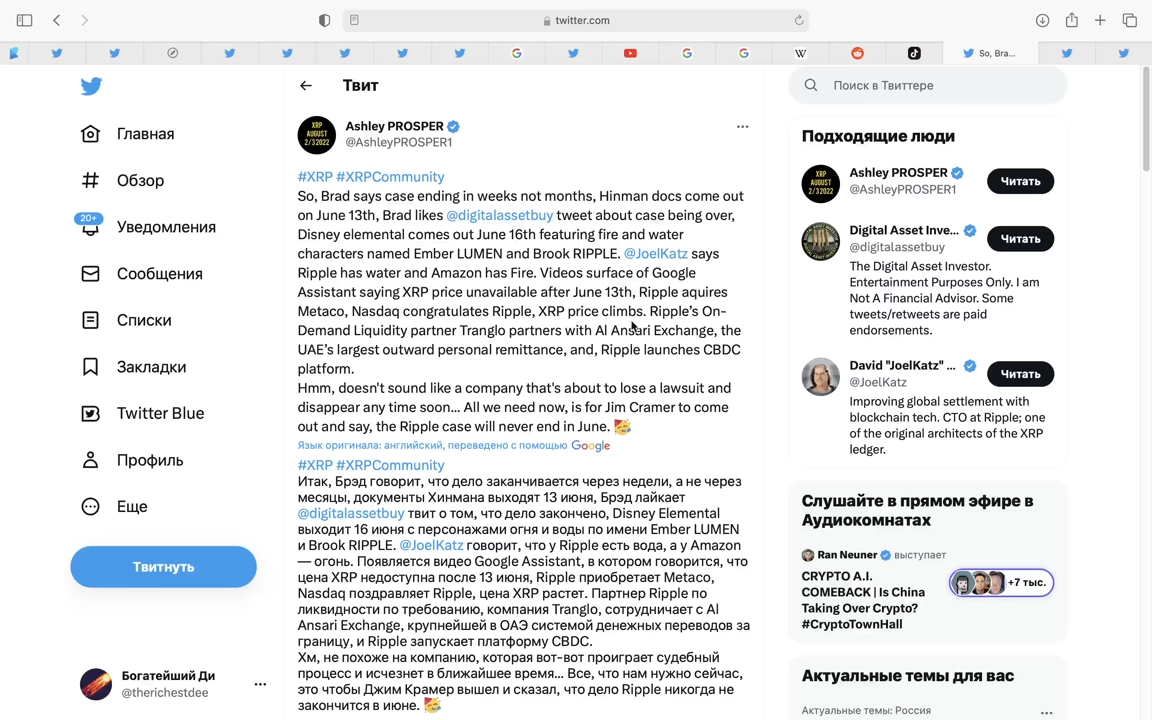 twitter.com
So, Bra...
Главная
Обзор
20+
Уведомления
Сообщения
Списки
Закладки
Twitter Blue
Профиль
Еще
Твитнуть
Богатейший Ди
@therichestdee
Твит
XRP
AUGUST
2/3 2022
Ashley PROSPER
@AshleyPROSPER1
#XRP #XRPCommunity
So, Brad says case ending in weeks not months, Hinman docs come out
on June 13th, Brad likes @digitalassetbuy tweet about case being over,
Disney elemental comes out June 16th featuring fire and water
characters named Ember LUMEN and Brook RIPPLE. @JoelKatz says
Ripple has water and Amazon has Fire. Videos surface of Google
Assistant saying XRP price unavailable after June 13th, Ripple aquires
Metaco, Nasdaq congratulates Ripple, XRP price climbs. Ripple’s On-
Demand Liquidity partner Tranglo partners with Al Ansari Exchange, the
UAE’s largest outward personal remittance, and, Ripple launches CBDC
platform.
Hmm, doesn't sound like a company that's about to lose a lawsuit and
disappear any time soon... All we need now, is for Jim Cramer to come
out and say, the Ripple case will never end in June. 🥳
Язык оригинала: английский, переведено с помощью Google
#XRP #XRPCommunity
Итак, Брэд говорит, что дело заканчивается через недели, а не через
месяцы, документы Хинмана выходят 13 июня, Брэд лайкает
@digitalassetbuy твит о том, что дело закончено, Disney Elemental
выходит 16 июня с персонажами огня и воды по имени Ember LUMEN
и Brook RIPPLE. @JoelKatz говорит, что у Ripple есть вода, а у Amazon
— огонь. Появляется видео Google Assistant, в котором говорится, что
цена XRP недоступна после 13 июня, Ripple приобретает Metaco,
Nasdaq поздравляет Ripple, цена XRP растет. Партнер Ripple по
ликвидности по требованию, компания Tranglo, сотрудничает с Al
Ansari Exchange, крупнейшей в ОАЭ системой денежных переводов за
границу, и Ripple запускает платформу CBDC.
Хм, не похоже на компанию, которая вот-вот проиграет судебный
процесс и исчезнет в ближайшее время... Все, что нам нужно сейчас,
это чтобы Джим Крамер вышел и сказал, что дело Ripple никогда не
закончится в июне. 🥳
Поиск в Твиттере
Подходящие люди
XRP
AUGUST
2/3 2022
Ashley PROSPER
@AshleyPROSPER1
Читать
Digital Asset Inve...
@digitalassetbuy
Читать
The Digital Asset Investor.
Entertainment Purposes Only. I am
Not A Financial Advisor. Some
tweets/retweets are paid
endorsements.
David "JoelKatz" ...
@JoelKatz
Читать
Improving global settlement with
blockchain tech. CTO at Ripple; one
of the original architects of the XRP
ledger.
Слушайте в прямом эфире в
Аудиокомнатах
Ran Neuner выступает
CRYPTO A.I.
COMEBACK | Is China
Taking Over Crypto?
#CryptoTownHall
+7 тыс.
Актуальные темы для вас
Актуальные темы: Россия